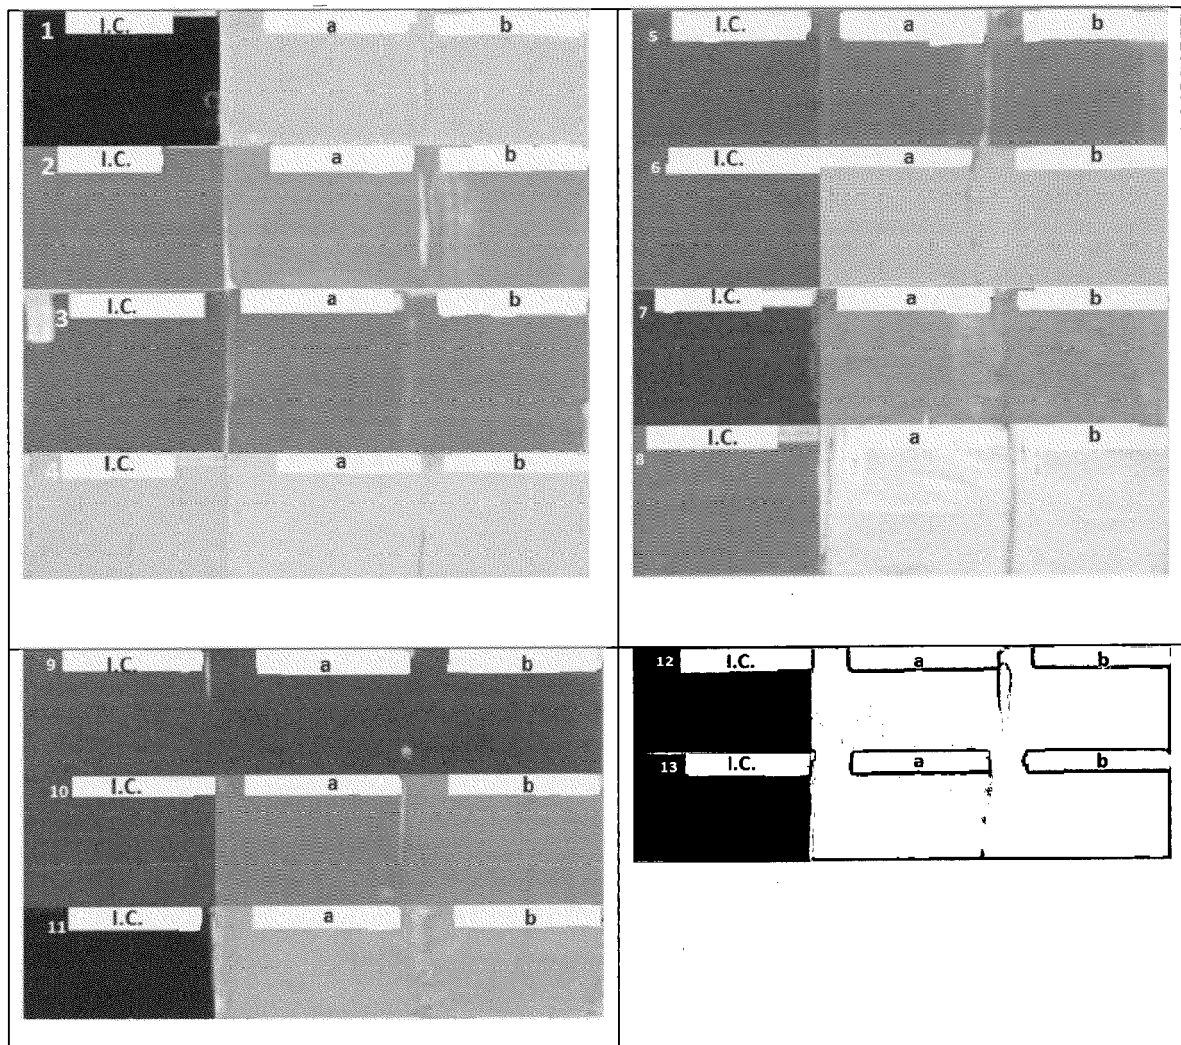 1 I.C. a b
2 I.C. a b
3 I.C. a b
4 I.C. a b
5 I.C. a b
6 I.C. a b
7 I.C. a b
8 I.C. a b
9 I.C. a b
10 I.C. a b
11 I.C. a b
12 I.C. a b
13 I.C. a b